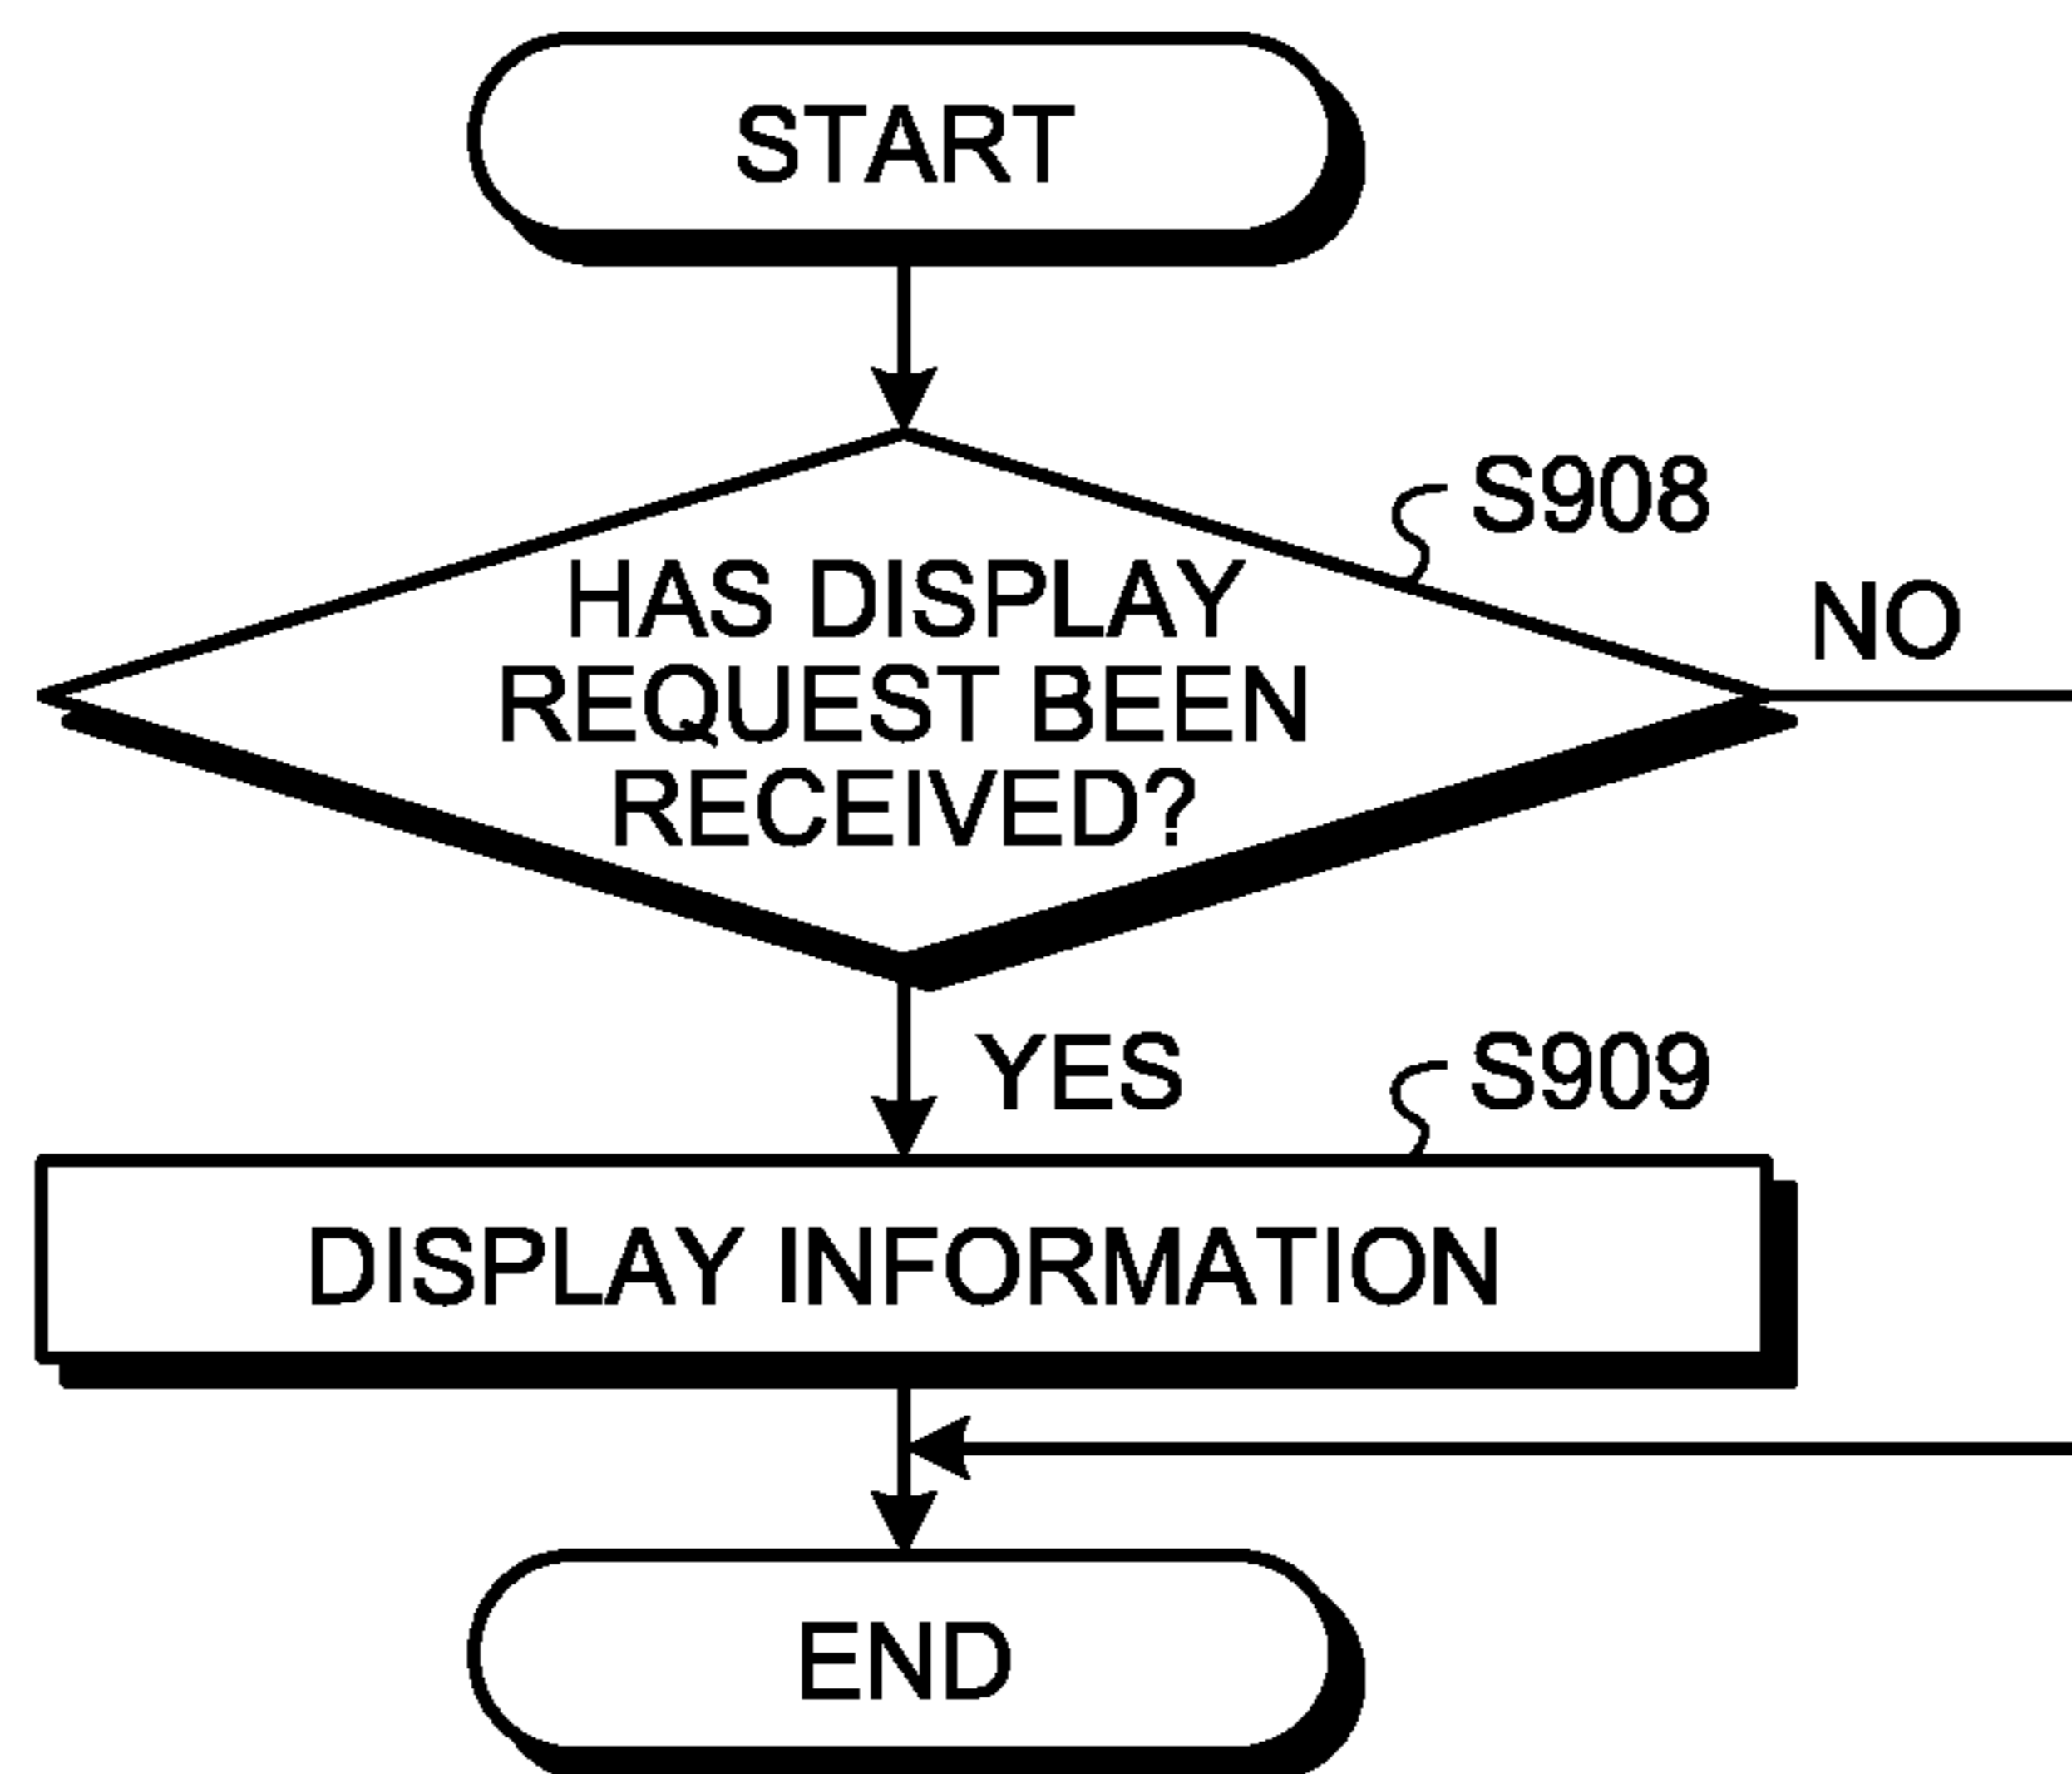 START
S908
HAS DISPLAY
REQUEST BEEN
RECEIVED?
NO
YES
S909
DISPLAY INFORMATION
END